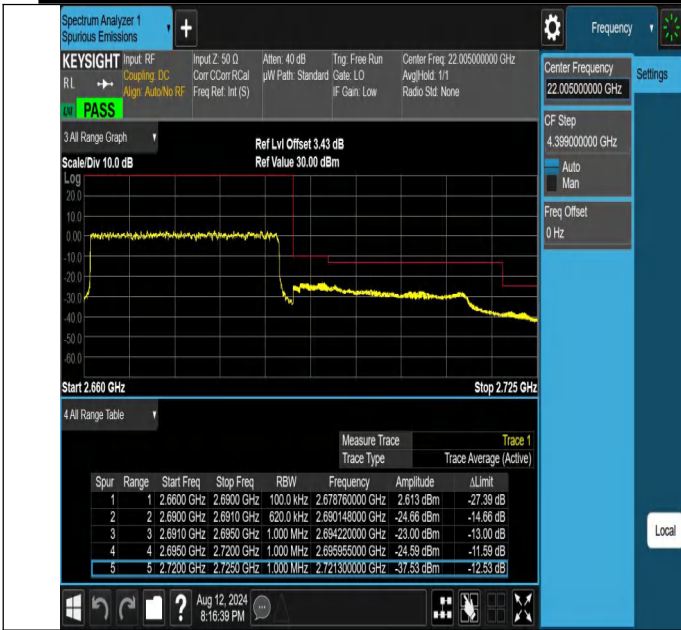 Spectrum Analyzer 1
Spurious Emissions
Frequency
KEYSIGHT
RL
PASS
Input: RF
Coupling: DC
Align: Auto/No RF
Input Z: 50 Ω
Corr CCorr RCal
Freq Ref: Int (S)
Atten: 40 dB
µW Path: Standard
Trig: Free Run
Gate: LO
IF Gain: Low
Center Freq: 22.005000000 GHz
Avg|Hold: 1/1
Radio Std: None
Center Frequency
22.005000000 GHz
Settings
CF Step
4.399000000 GHz
Auto
Man
Freq Offset
0 Hz
3 All Range Graph
Scale/Div 10.0 dB
Ref Lvl Offset 3.43 dB
Ref Value 30.00 dBm
Log
20.0
10.0
0.00
-10.0
-20.0
-30.0
-40.0
-50.0
-60.0
Start 2.660 GHz
Stop 2.725 GHz
4 All Range Table
Measure Trace Trace 1
Trace Type Trace Average (Active)
Spur Range Start Freq Stop Freq RBW Frequency Amplitude ΔLimit
1 1 2.6600 GHz 2.6900 GHz 100.0 kHz 2.678760000 GHz 2.613 dBm -27.39 dB
2 2 2.6900 GHz 2.6910 GHz 620.0 kHz 2.690148000 GHz -24.66 dBm -14.66 dB
3 3 2.6910 GHz 2.6950 GHz 1.000 MHz 2.694220000 GHz -23.00 dBm -13.00 dB
4 4 2.6950 GHz 2.7200 GHz 1.000 MHz 2.695955000 GHz -24.59 dBm -11.59 dB
5 5 2.7200 GHz 2.7250 GHz 1.000 MHz 2.721300000 GHz -37.53 dBm -12.53 dB
Local
Aug 12, 2024
8:16:39 PM